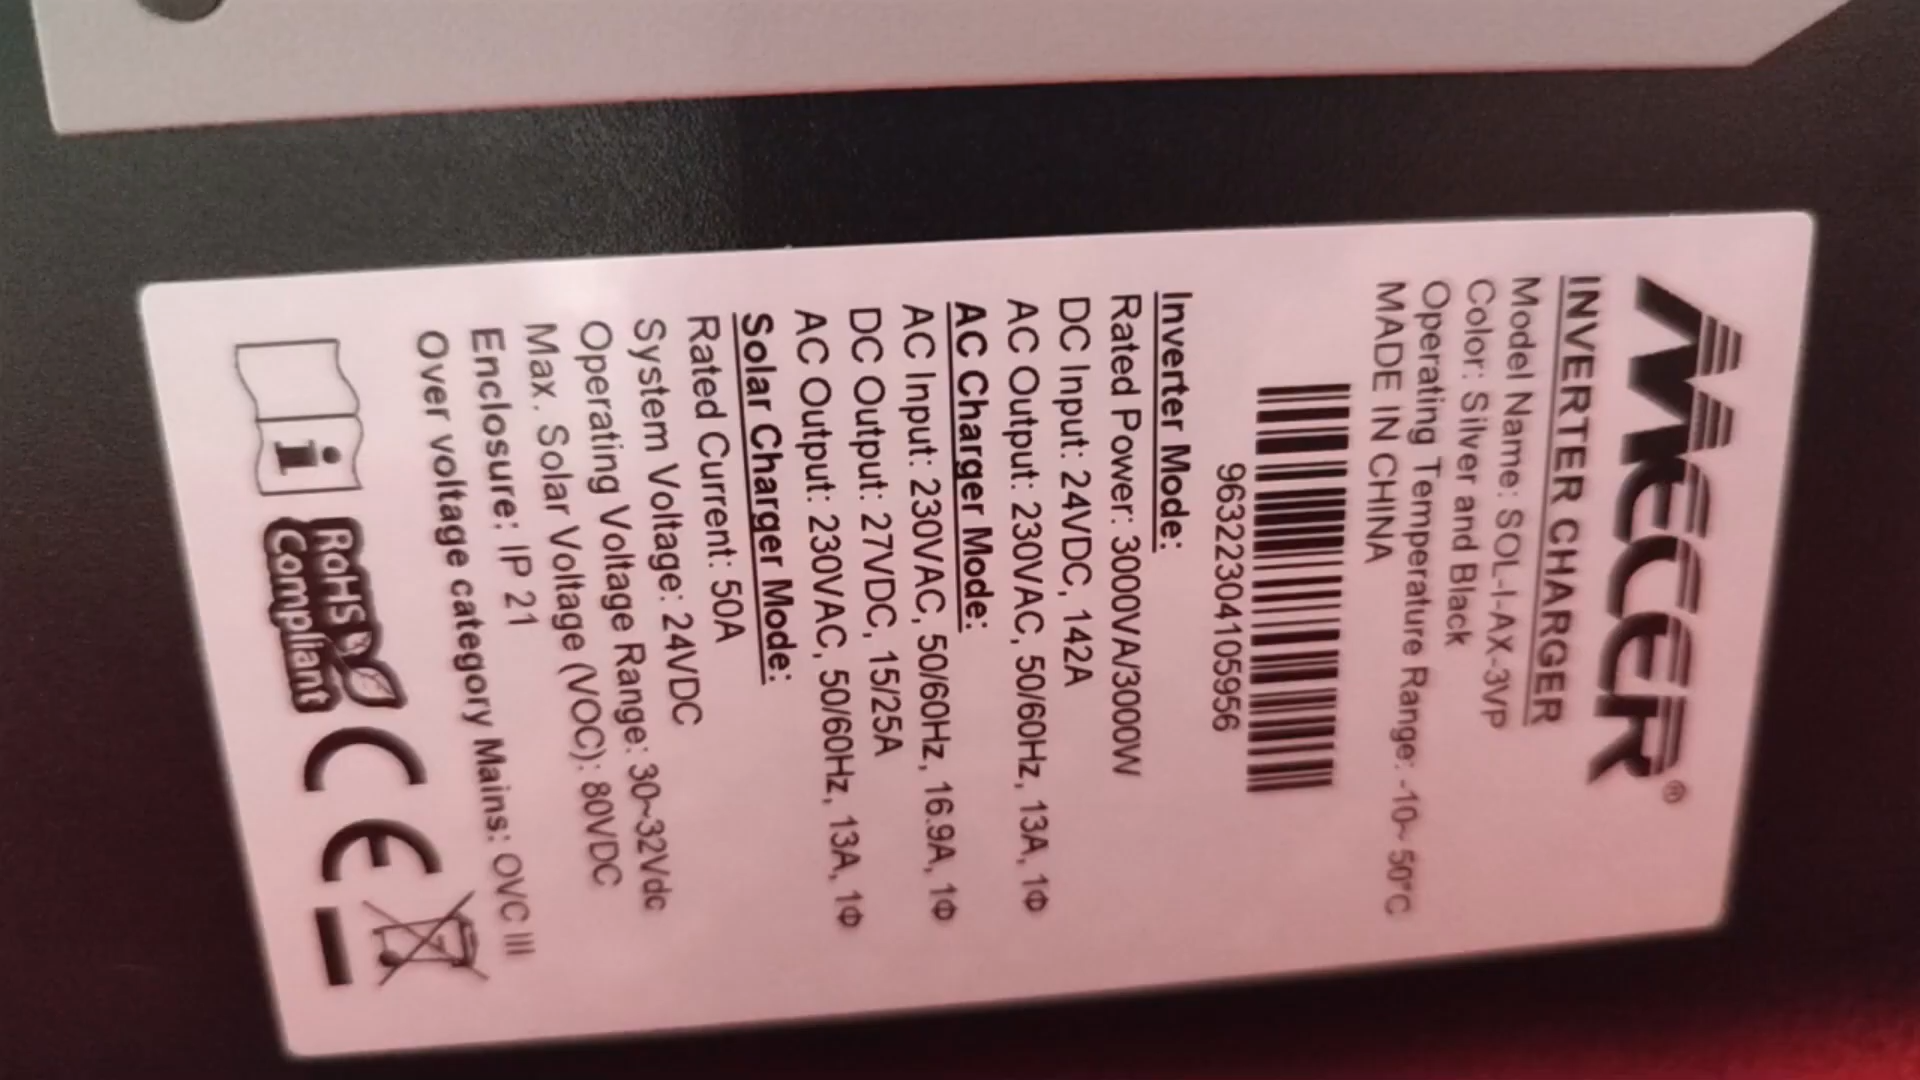 MECER®
INVERTER CHARGER
Model Name: SOL-I-AX-3VP
Color: Silver and Black
Operating Temperature Range: -10~ 50°C
MADE IN CHINA
96322304105956
Inverter Mode:
Rated Power: 3000VA/3000W
DC Input: 24VDC, 142A
AC Output: 230VAC, 50/60Hz, 13A, 1Φ
AC Charger Mode:
AC Input: 230VAC, 50/60Hz, 16.9A, 1Φ
DC Output: 27VDC, 15/25A
AC Output: 230VAC, 50/60Hz, 13A, 1Φ
Solar Charger Mode:
Rated Current: 50A
System Voltage: 24VDC
Operating Voltage Range: 30~32Vdc
Max. Solar Voltage (VOC): 80VDC
Enclosure: IP 21
Over voltage category Mains: OVC III
i
RoHS
Compliant
CE